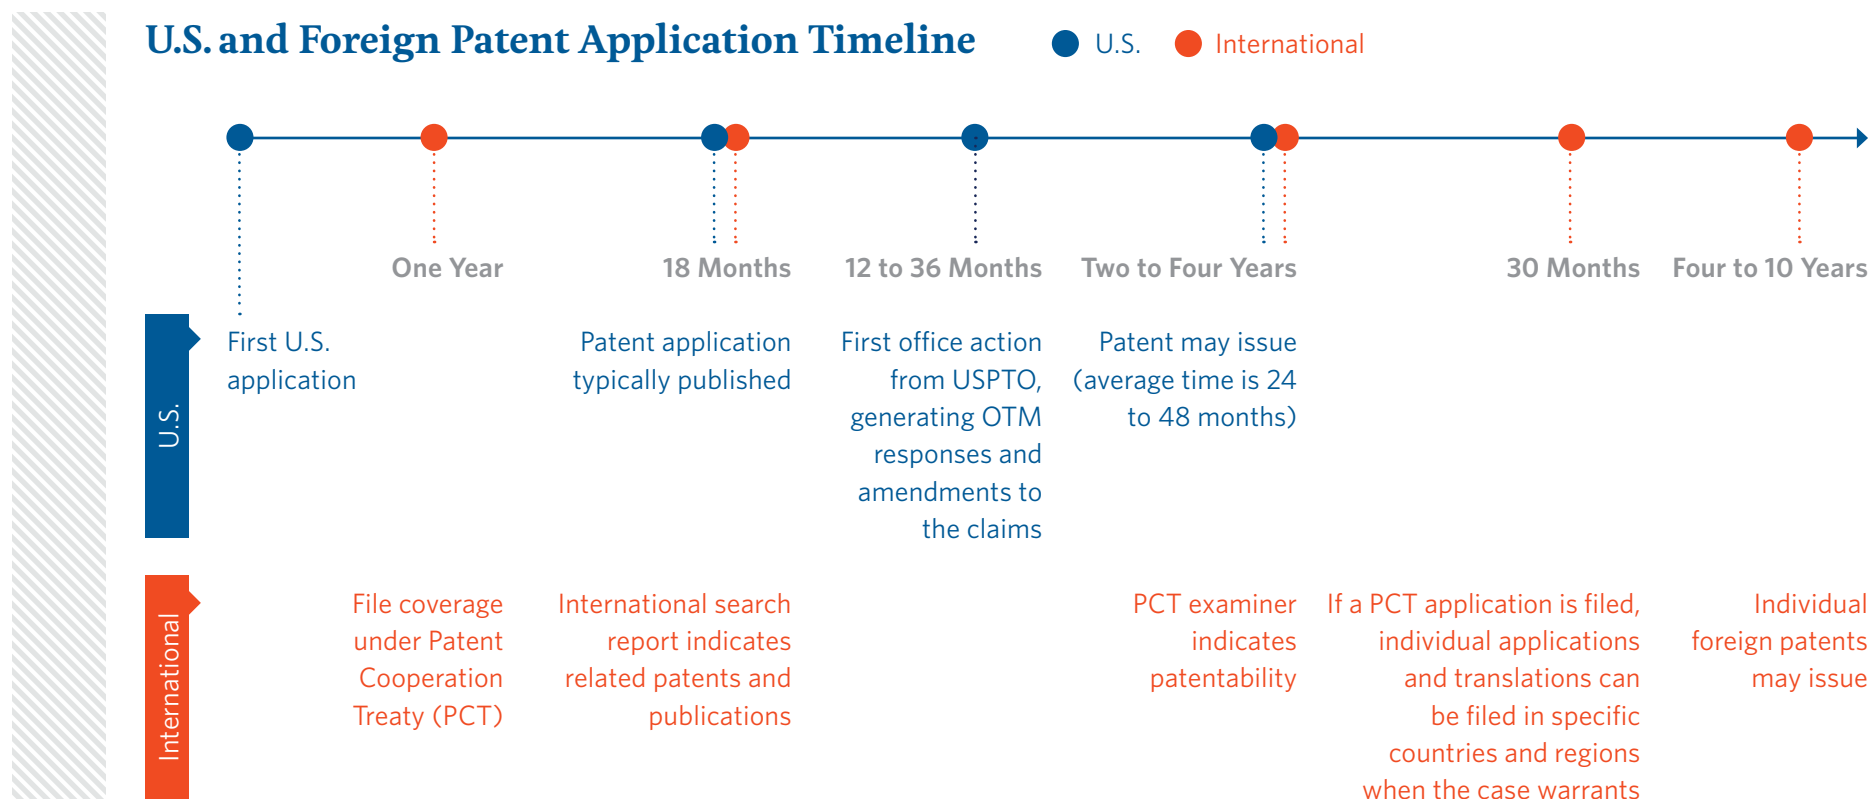 U.S. and Foreign Patent Application Timeline
U.S.
International
One Year
18 Months
12 to 36 Months
Two to Four Years
30 Months
Four to 10 Years
U.S.
First U.S.
application
Patent application
typically published
First office action
from USPTO,
generating OTM
responses and
amendments to
the claims
Patent may issue
(average time is 24
to 48 months)
International
File coverage
under Patent
Cooperation
Treaty (PCT)
International search
report indicates
related patents and
publications
PCT examiner
indicates
patentability
If a PCT application is filed,
individual applications
and translations can
be filed in specific
countries and regions
when the case warrants
Individual
foreign patents
may issue